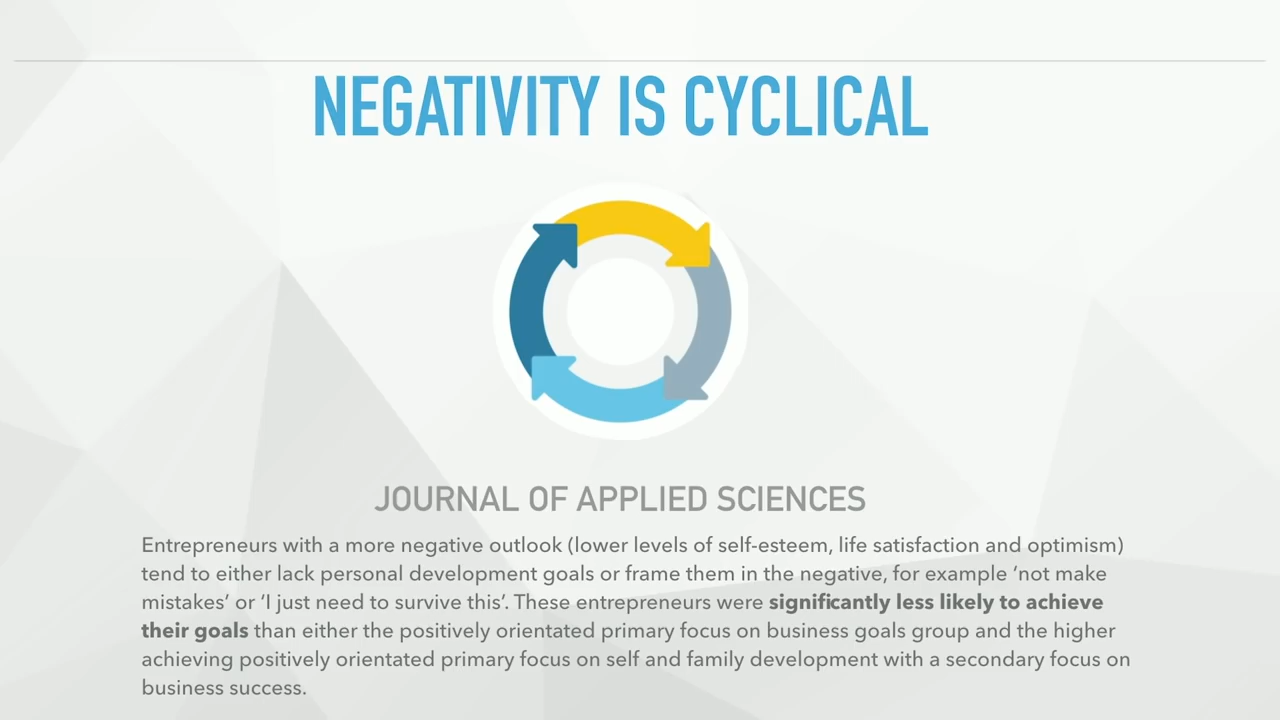 NEGATIVITY IS CYCLICAL
JOURNAL OF APPLIED SCIENCES
Entrepreneurs with a more negative outlook (lower levels of self-esteem, life satisfaction and optimism)
tend to either lack personal development goals or frame them in the negative, for example ‘not make
mistakes’ or ‘I just need to survive this’. These entrepreneurs were significantly less likely to achieve
their goals than either the positively orientated primary focus on business goals group and the higher
achieving positively orientated primary focus on self and family development with a secondary focus on
business success.